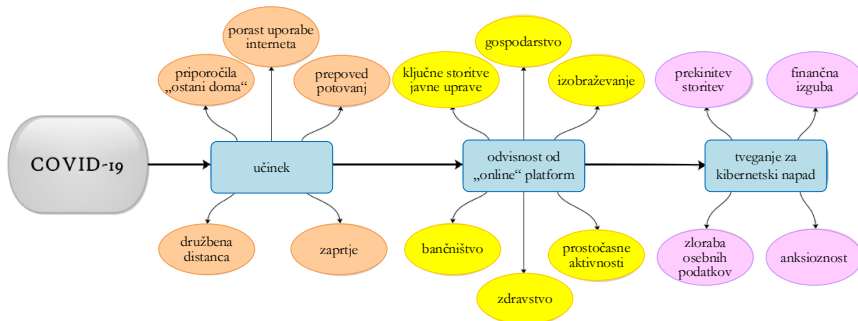 porast uporabe
interneta
priporočila
„ostani doma“
prepoved
potovanj
gospodarstvo
ključne storitve
javne uprave
izobraževanje
prekinitev
storitev
finančna
izguba
COVID-19
učinek
odvisnost od
„online“ platform
tveganje za
kibernetski napad
družbena
distanca
zaprtje
bančništvo
zdravstvo
prostočasne
aktivnosti
zloraba
osebnih
podatkov
anksioznost